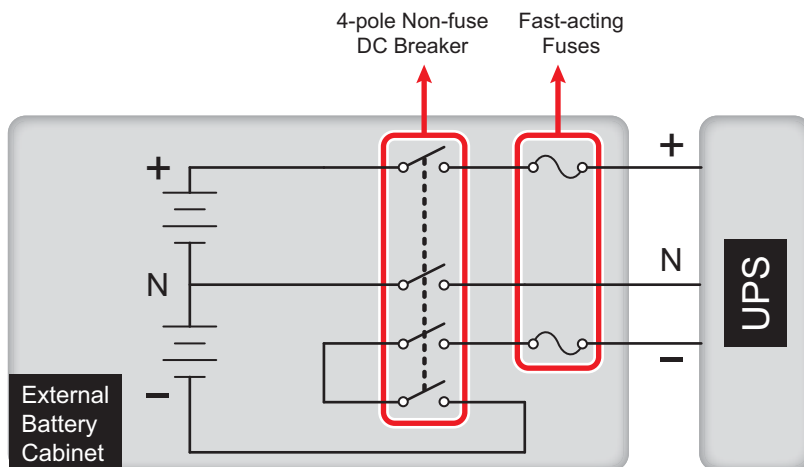 4-pole Non-fuse
DC Breaker
Fast-acting
Fuses
+
+
N
N
UPS
−
−
External
Battery
Cabinet